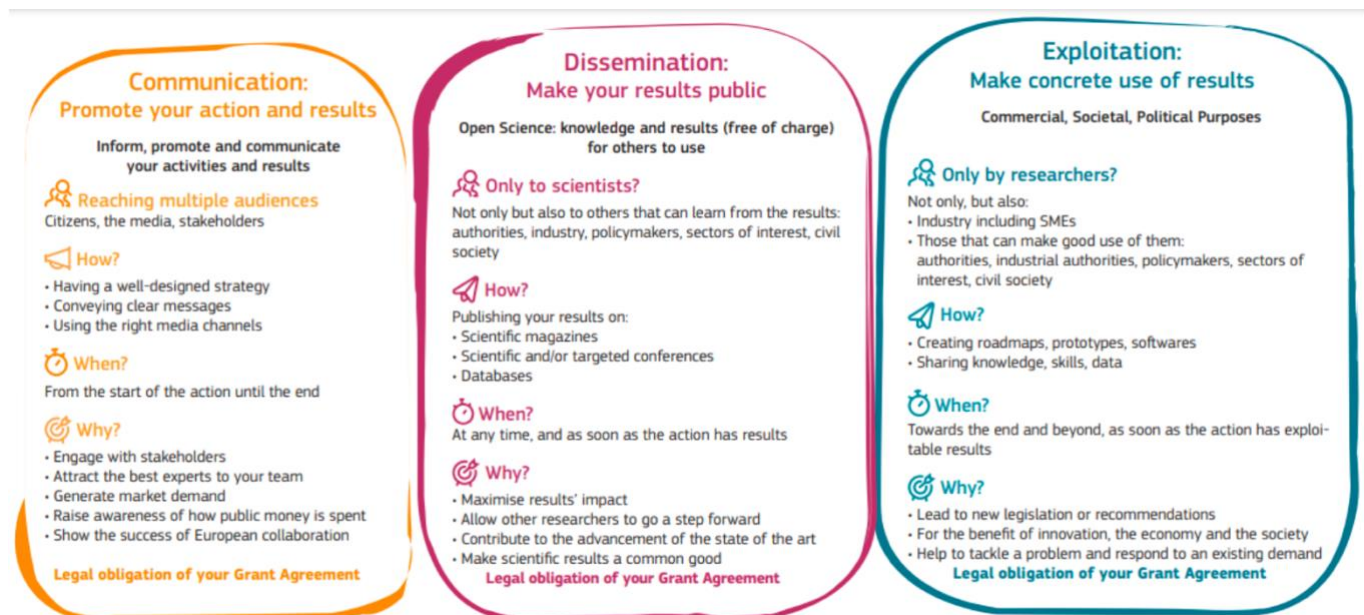 Communication:
Promote your action and results
Inform, promote and communicate
your activities and results
Reaching multiple audiences
Citizens, the media, stakeholders
How?
• Having a well-designed strategy
• Conveying clear messages
• Using the right media channels
When?
From the start of the action until the end
Why?
• Engage with stakeholders
• Attract the best experts to your team
• Generate market demand
• Raise awareness of how public money is spent
• Show the success of European collaboration
Legal obligation of your Grant Agreement
Dissemination:
Make your results public
Open Science: knowledge and results (free of charge)
for others to use
Only to scientists?
Not only but also to others that can learn from the results:
authorities, industry, policymakers, sectors of interest, civil
society
How?
Publishing your results on:
• Scientific magazines
• Scientific and/or targeted conferences
• Databases
When?
At any time, and as soon as the action has results
Why?
• Maximise results' impact
• Allow other researchers to go a step forward
• Contribute to the advancement of the state of the art
• Make scientific results a common good
Legal obligation of your Grant Agreement
Exploitation:
Make concrete use of results
Commercial, Societal, Political Purposes
Only by researchers?
Not only, but also:
• Industry including SMEs
• Those that can make good use of them:
authorities, industrial authorities, policymakers, sectors of
interest, civil society
How?
• Creating roadmaps, prototypes, softwares
• Sharing knowledge, skills, data
When?
Towards the end and beyond, as soon as the action has exploi-
table results
Why?
• Lead to new legislation or recommendations
• For the benefit of innovation, the economy and the society
• Help to tackle a problem and respond to an existing demand
Legal obligation of your Grant Agreement